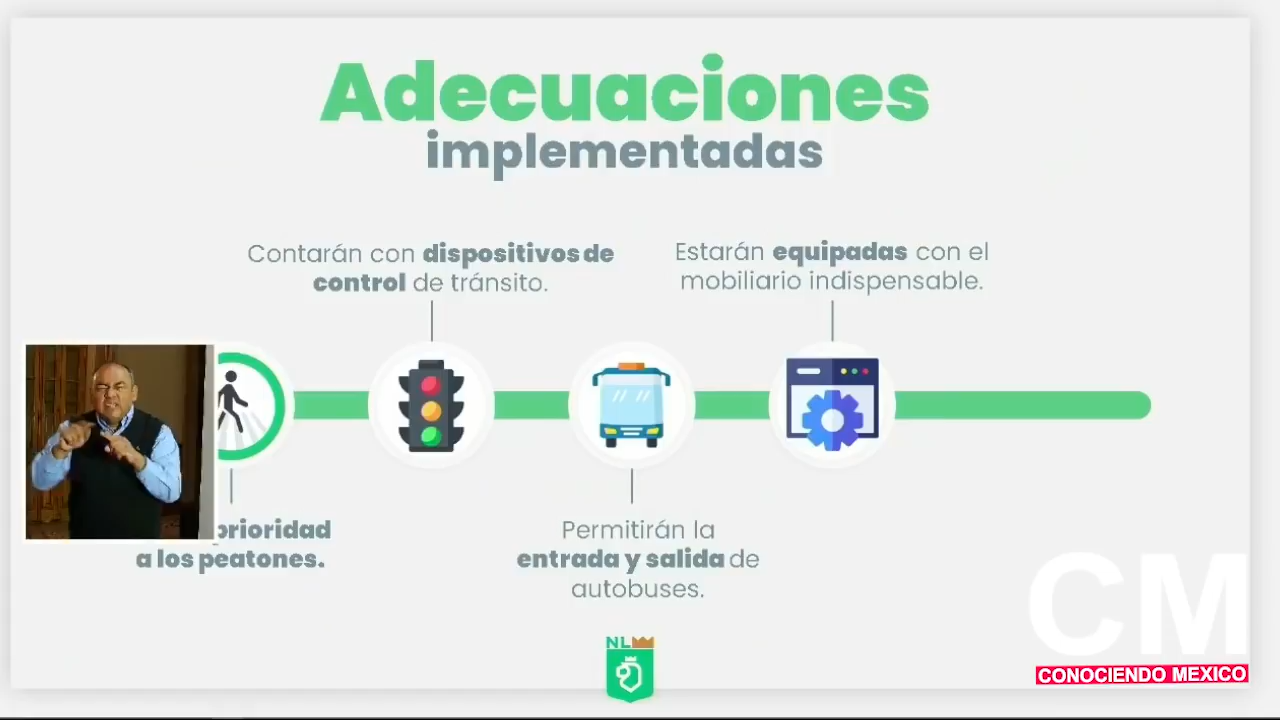 Adecuaciones
implementadas
Contarán con dispositivos de
control de tránsito.
Estarán equipadas con el
mobiliario indispensable.
prioridad
a los peatones.
Permitirán la
entrada y salida de
autobuses.
NL
CM
CONOCIENDO MEXICO